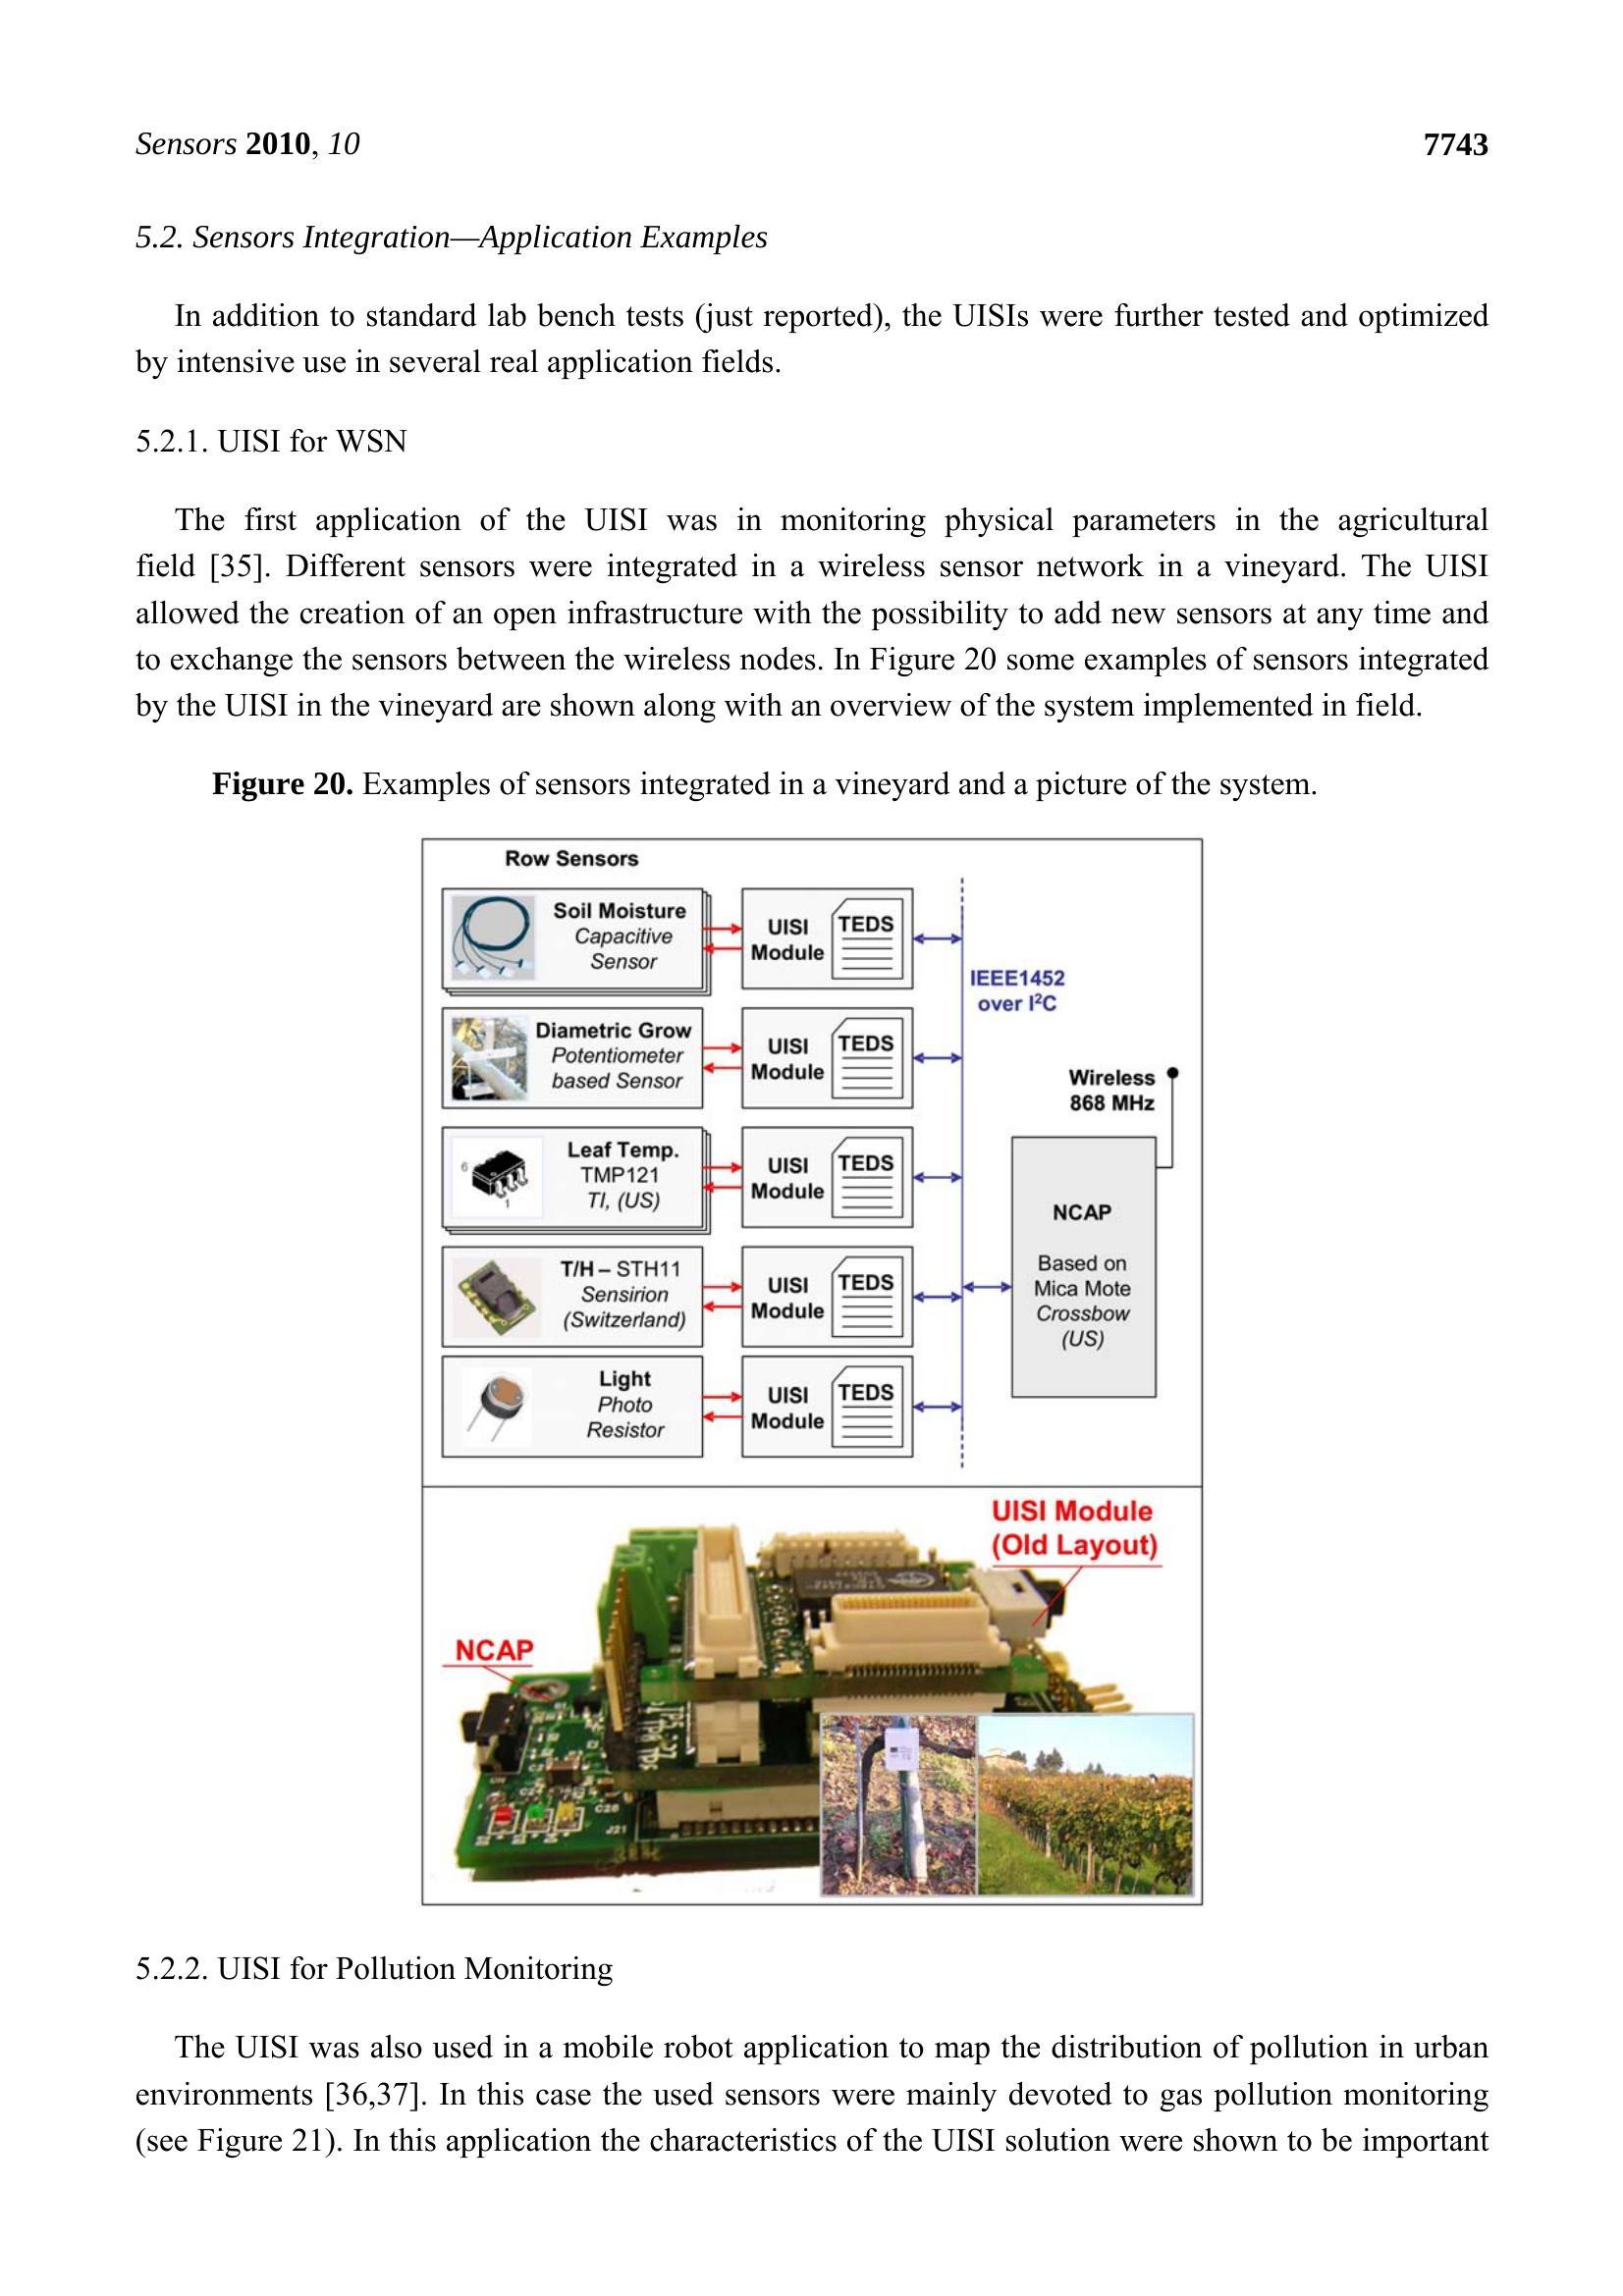 Sensors 2010, 10
7743
5.2. Sensors Integration—Application Examples
In addition to standard lab bench tests (just reported), the UISIs were further tested and optimized
by intensive use in several real application fields.
5.2.1. UISI for WSN
The first application of the UISI was in monitoring physical parameters in the agricultural
field [35]. Different sensors were integrated in a wireless sensor network in a vineyard. The UISI
allowed the creation of an open infrastructure with the possibility to add new sensors at any time and
to exchange the sensors between the wireless nodes. In Figure 20 some examples of sensors integrated
by the UISI in the vineyard are shown along with an overview of the system implemented in field.
Figure 20. Examples of sensors integrated in a vineyard and a picture of the system.
Row Sensors
Soil Moisture
Capacitive
Sensor
UISI
Module
TEDS
IEEE1452
over I²C
Diametric Grow
Potentiometer
based Sensor
UISI
Module
TEDS
Wireless
868 MHz
Leaf Temp.
TMP121
TI, (US)
6
1
UISI
Module
TEDS
NCAP
Based on
Mica Mote
Crossbow
(US)
T/H – STH11
Sensirion
(Switzerland)
UISI
Module
TEDS
Light
Photo
Resistor
UISI
Module
TEDS
UISI Module
(Old Layout)
NCAP
C26
J21
5.2.2. UISI for Pollution Monitoring
The UISI was also used in a mobile robot application to map the distribution of pollution in urban
environments [36,37]. In this case the used sensors were mainly devoted to gas pollution monitoring
(see Figure 21). In this application the characteristics of the UISI solution were shown to be important